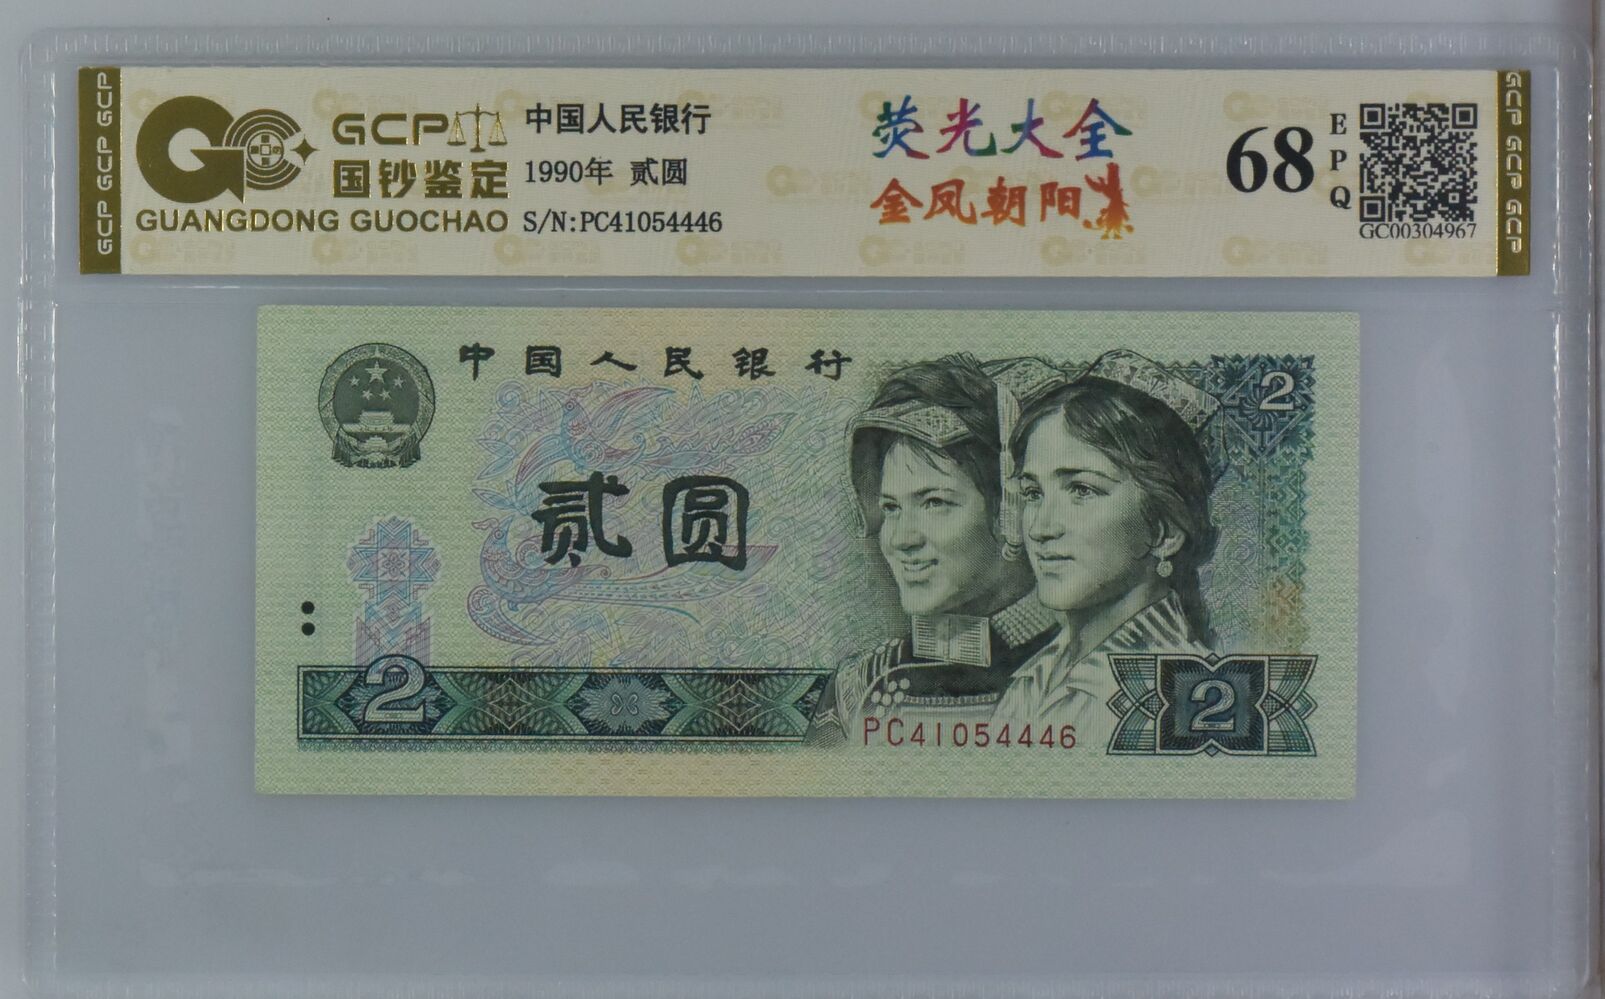 GCP GCP GCP
GCP
国钞鉴定
GUANGDONG GUOCHAO
中国人民银行
1990年 贰圆
S/N:PC41054446
荧光大全
金凤朝阳
68
EPQ
GC00304967
GCP GCP GCP
中国人民银行
2
贰圆
2
PC41054446
2